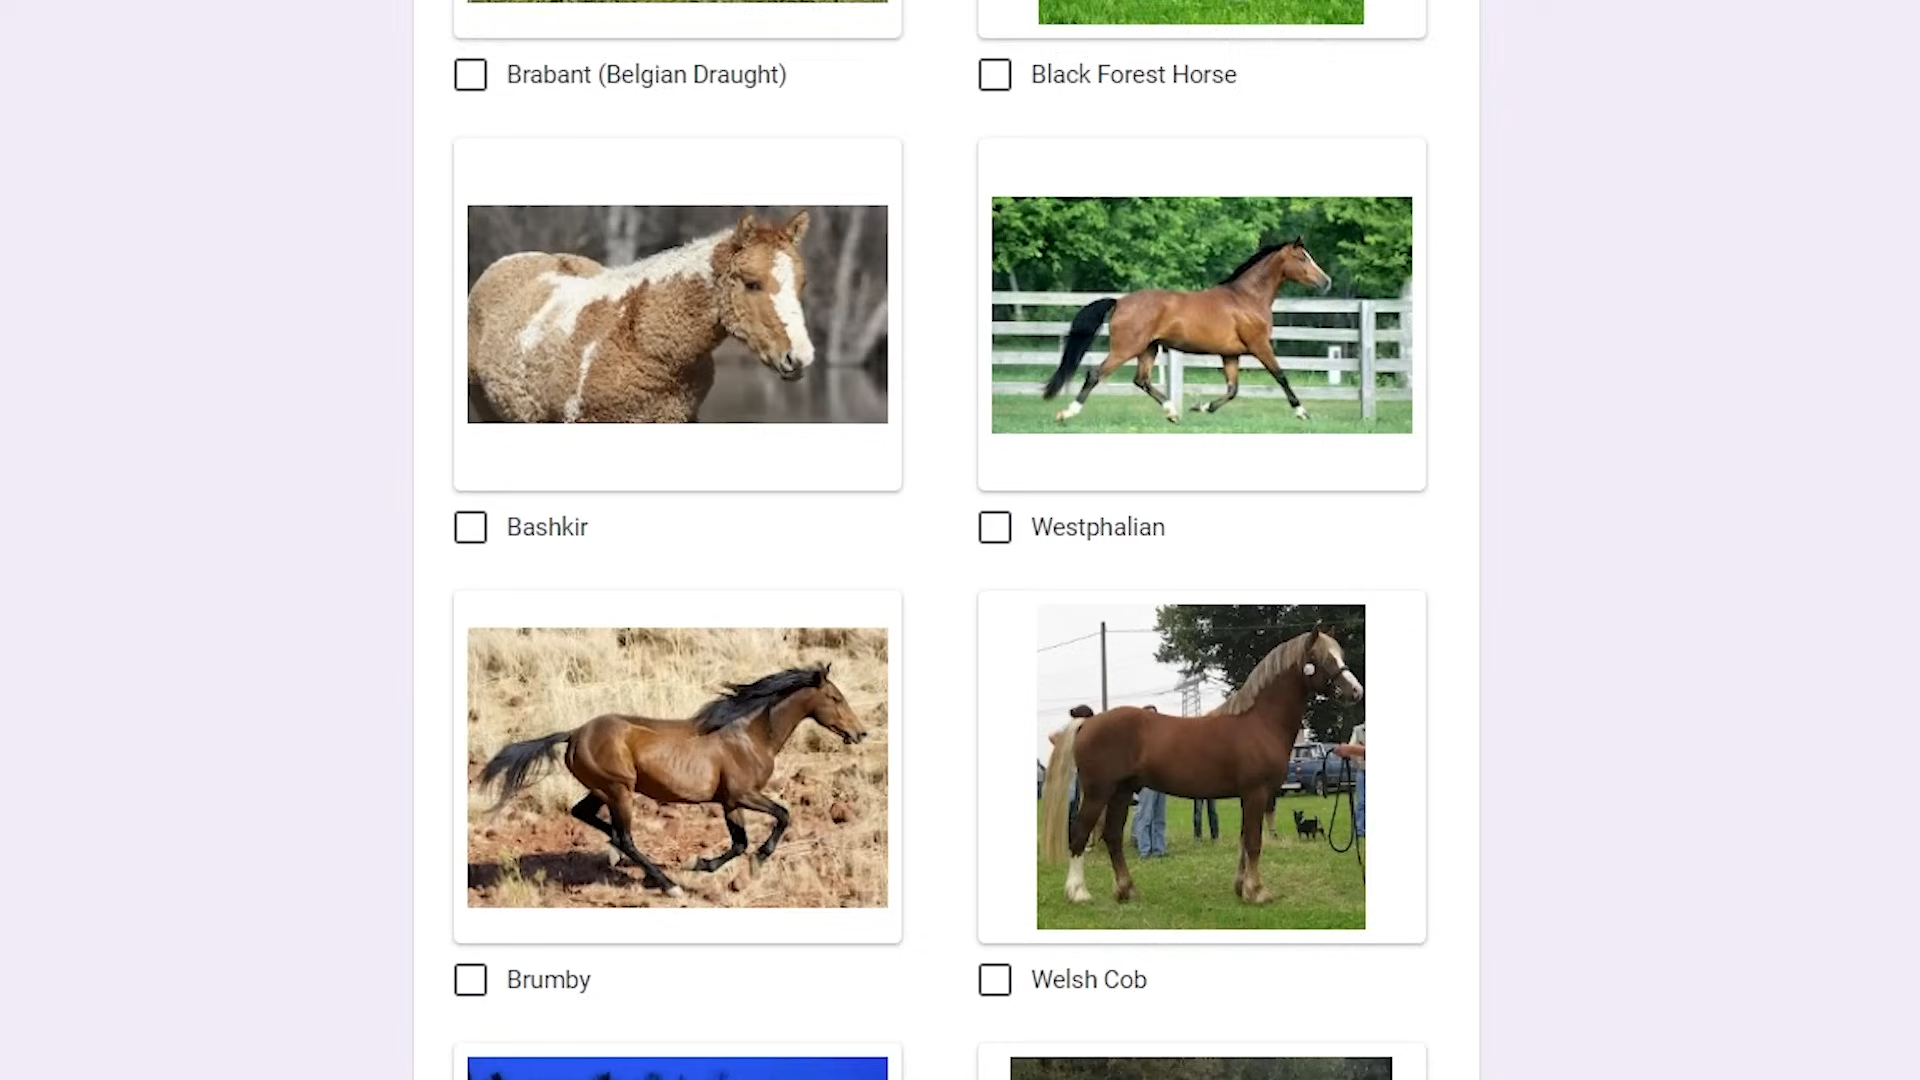 Brabant (Belgian Draught)
Black Forest Horse
Bashkir
Westphalian
Brumby
Welsh Cob